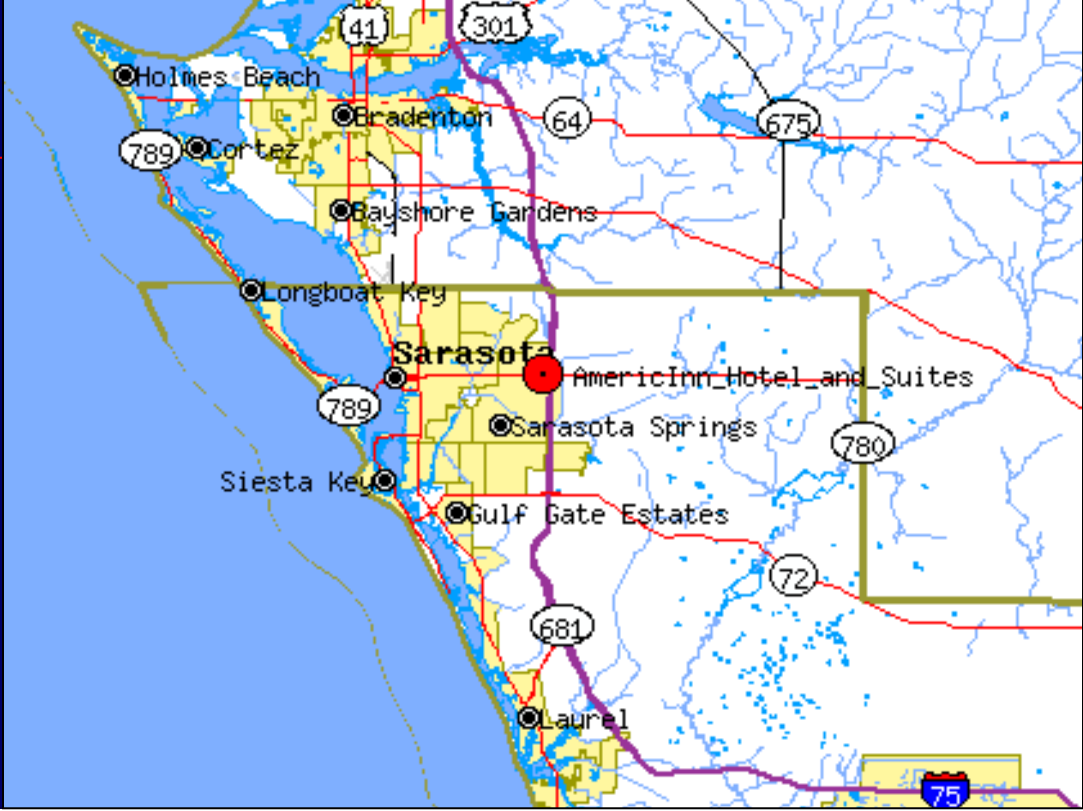 41
301
Holmes Beach
Bradenton
64
675
789
Cortez
Bayshore Gardens
Longboat Key
Sarasota
AmericInn_Hotel_and_Suites
789
Sarasota Springs
780
Siesta Key
Gulf Gate Estates
72
681
Laurel
75